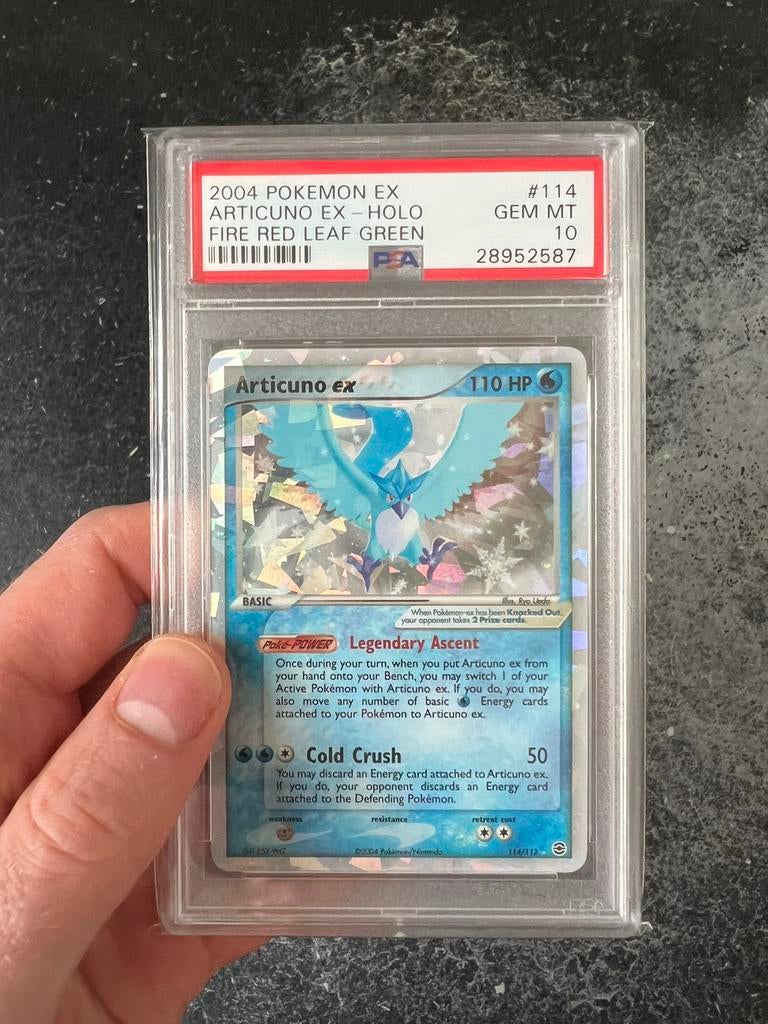 2004 POKEMON EX #114
ARTICUNO EX - HOLO GEM MT
FIRE RED LEAF GREEN 10
PSA 28952587
Articuno ex 110 HP
BASIC Illus. Ryo Ueda
When Pokémon-ex has been Knocked Out,
your opponent takes 2 Prize cards.
Poké-POWER Legendary Ascent
Once during your turn, when you put Articuno ex from
your hand onto your Bench, you may switch 1 of your
Active Pokémon with Articuno ex. If you do, you may
also move any number of basic Energy cards
attached to your Pokémon to Articuno ex.
Cold Crush 50
You may discard an Energy card attached to Articuno ex.
If you do, your opponent discards an Energy card
attached to the Defending Pokémon.
weakness resistance retreat cost
©2004 Pokémon/Nintendo 114/112